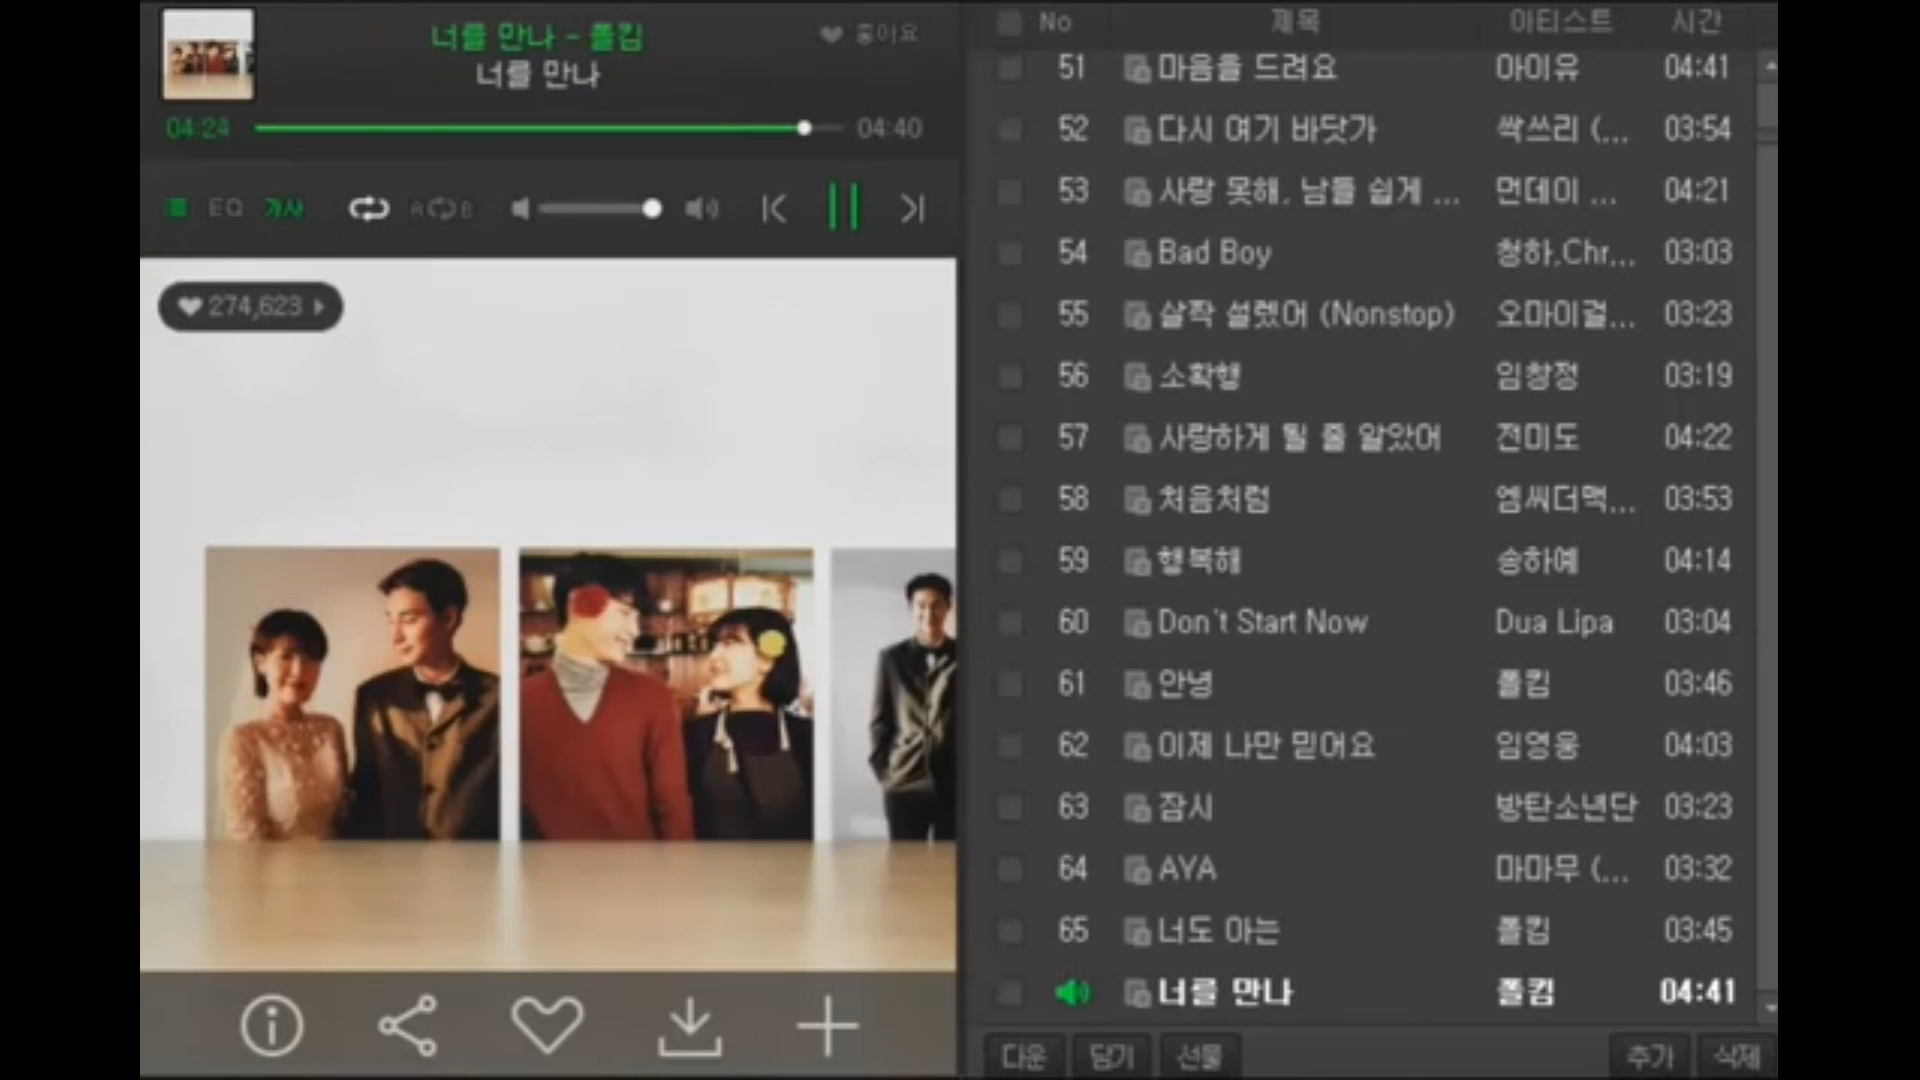 너를 만나 - 폴킴
좋아요
너를 만나
04:24
04:40
EQ 가사
A B
274,623
No 제목 아티스트 시간
51 마음을 드려요 아이유 04:41
52 다시 여기 바닷가 싹쓰리 (... 03:54
53 사랑 못해, 남들 쉽게 ... 먼데이 ... 04:21
54 Bad Boy 청하,Chr... 03:03
55 살짝 설렜어 (Nonstop) 오마이걸... 03:23
56 소확행 임창정 03:19
57 사랑하게 될 줄 알았어 전미도 04:22
58 처음처럼 엠씨더맥... 03:53
59 행복해 송하예 04:14
60 Don't Start Now Dua Lipa 03:04
61 안녕 폴킴 03:46
62 이제 나만 믿어요 임영웅 04:03
63 잠시 방탄소년단 03:23
64 AYA 마마무 (... 03:32
65 너도 아는 폴킴 03:45
너를 만나 폴킴 04:41
다운 담기 선물 추가 삭제